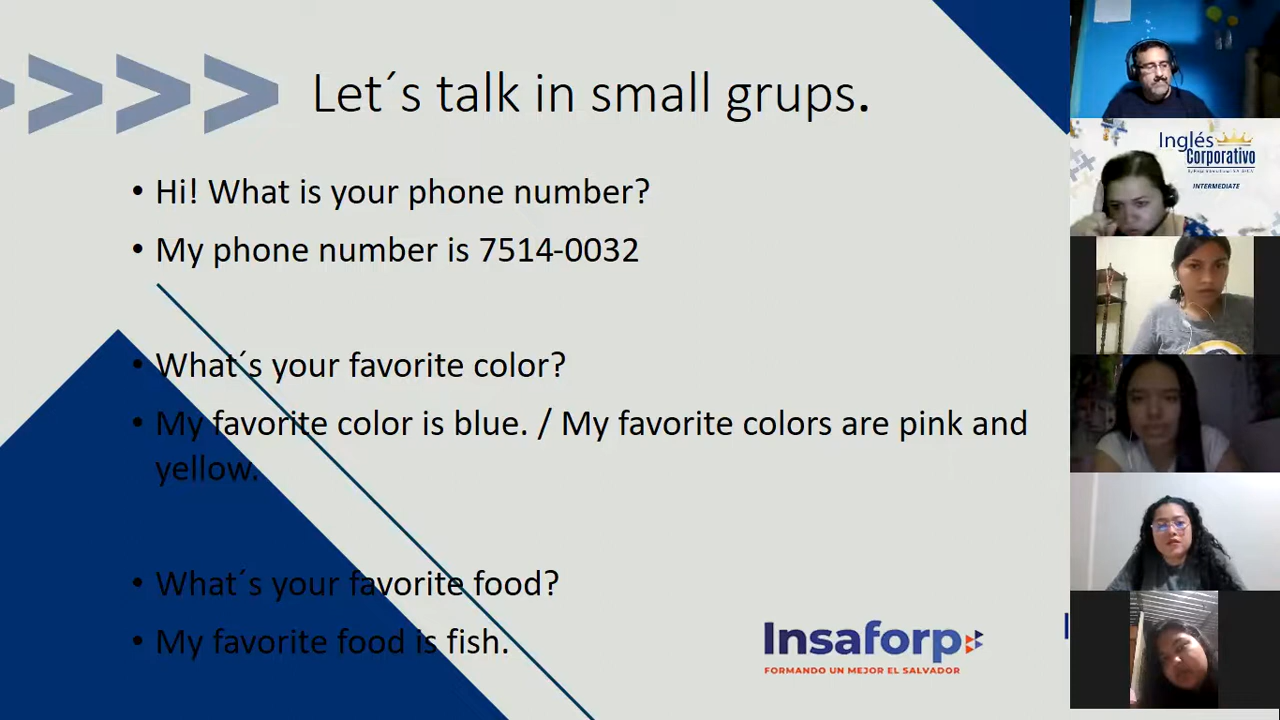 Let´s talk in small grups.
• Hi! What is your phone number?
• My phone number is 7514-0032
• What´s your favorite color?
• My favorite color is blue. / My favorite colors are pink and
yellow.
• What´s your favorite food?
• My favorite food is fish.
Insaforp
FORMANDO UN MEJOR EL SALVADOR
Inglés
Corporativo
INTERMEDIATE